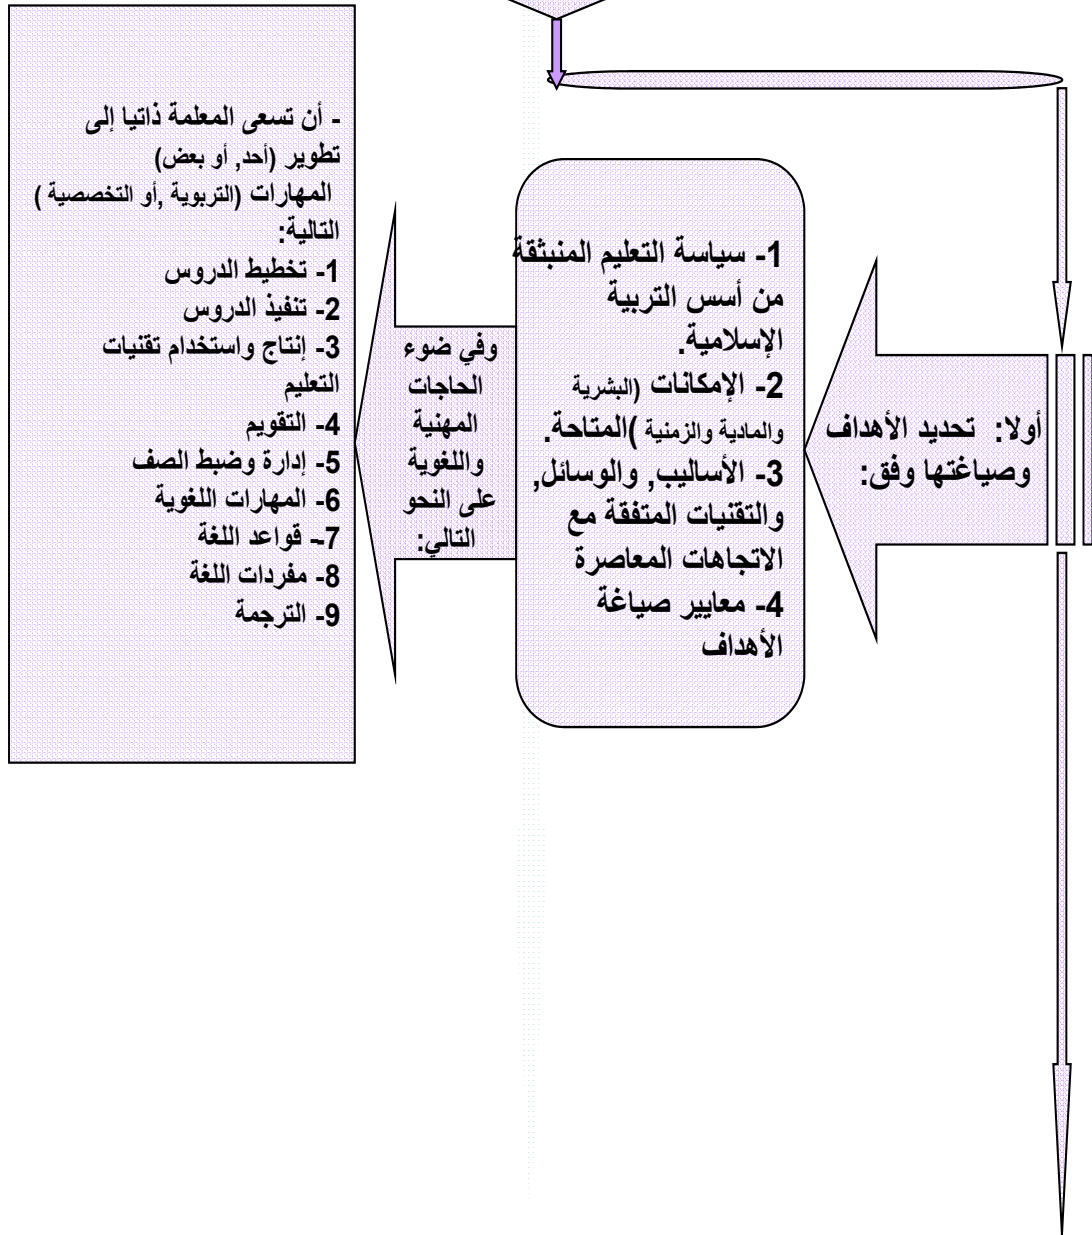 أولا: تحديد الأهداف
وصياغتها وفق:
1- سياسة التعليم المنبثقة
من أسس التربية
الإسلامية.
2- الإمكانات (البشرية
والمادية والزمنية )المتاحة.
3- الأساليب, والوسائل,
والتقنيات المتفقة مع
الاتجاهات المعاصرة
4- معايير صياغة
الأهداف
وفي ضوء
الحاجات
المهنية
واللغوية
على النحو
التالي:
- أن تسعى المعلمة ذاتيا إلى
تطوير (أحد, أو بعض)
المهارات (التربوية ,أو التخصصية )
التالية:
1- تخطيط الدروس
2- تنفيذ الدروس
3- إنتاج واستخدام تقنيات
التعليم
4- التقويم
5- إدارة وضبط الصف
6- المهارات اللغوية
7- قواعد اللغة
8- مفردات اللغة
9- الترجمة